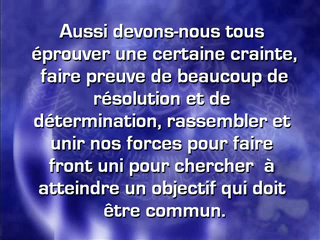 Aussi devons-nous tous
éprouver une certaine crainte,
faire preuve de beaucoup de
résolution et de
détermination, rassembler et
unir nos forces pour faire
front uni pour chercher à
atteindre un objectif qui doit
être commun.